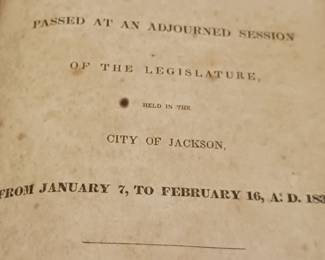 PASSED AT AN ADJOURNED SESSION
OF THE LEGISLATURE,
HELD IN THE
CITY OF JACKSON,
FROM JANUARY 7, TO FEBRUARY 16, A. D. 183